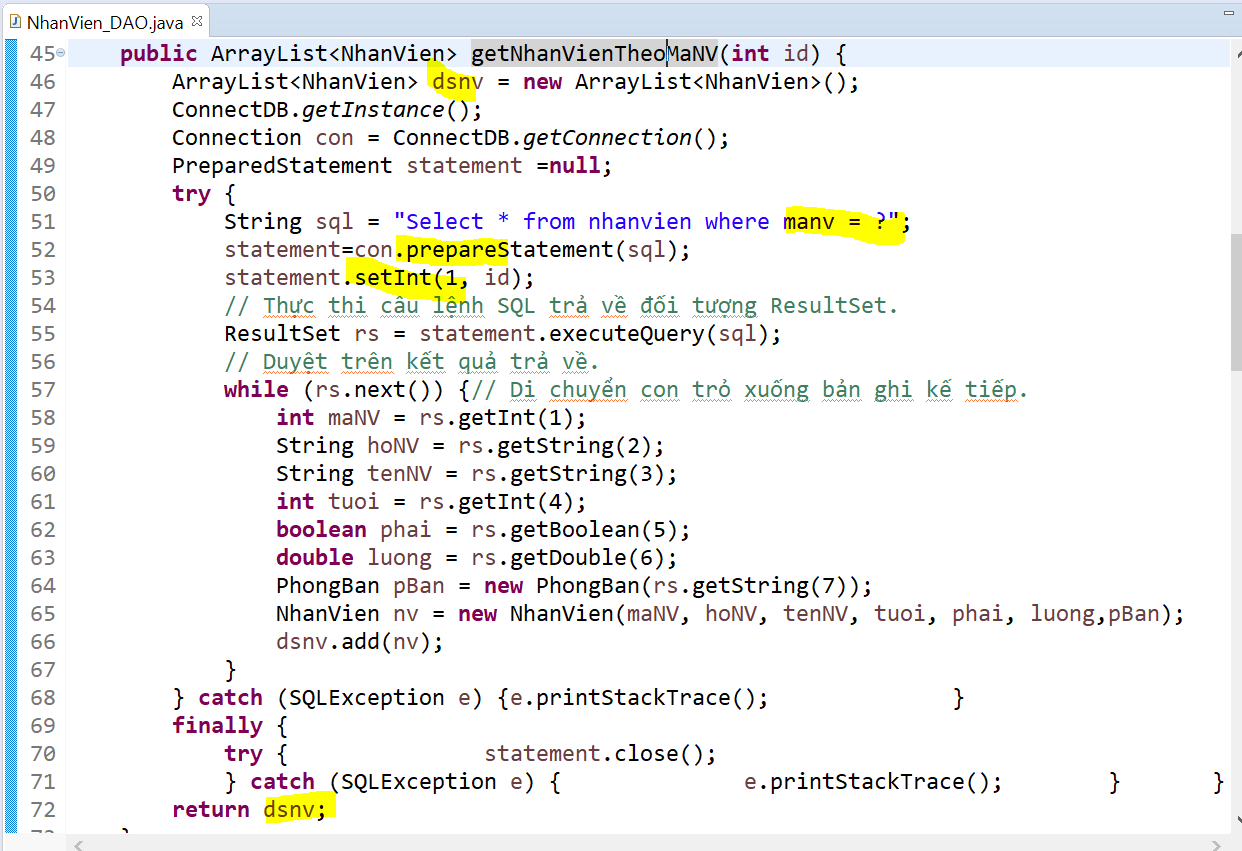 NhanVien_DAO.java
45 public ArrayList<NhanVien> getNhanVienTheoMaNV(int id) {
46 ArrayList<NhanVien> dsnv = new ArrayList<NhanVien>();
47 ConnectDB.getInstance();
48 Connection con = ConnectDB.getConnection();
49 PreparedStatement statement =null;
50 try {
51 String sql = "Select * from nhanvien where manv = ?";
52 statement=con.prepareStatement(sql);
53 statement.setInt(1, id);
54 // Thực thi câu lệnh SQL trả về đối tượng ResultSet.
55 ResultSet rs = statement.executeQuery(sql);
56 // Duyệt trên kết quả trả về.
57 while (rs.next()) {// Di chuyển con trỏ xuống bản ghi kế tiếp.
58 int maNV = rs.getInt(1);
59 String hoNV = rs.getString(2);
60 String tenNV = rs.getString(3);
61 int tuoi = rs.getInt(4);
62 boolean phai = rs.getBoolean(5);
63 double luong = rs.getDouble(6);
64 PhongBan pBan = new PhongBan(rs.getString(7));
65 NhanVien nv = new NhanVien(maNV, hoNV, tenNV, tuoi, phai, luong,pBan);
66 dsnv.add(nv);
67 }
68 } catch (SQLException e) {e.printStackTrace(); }
69 finally {
70 try { statement.close();
71 } catch (SQLException e) { e.printStackTrace(); } }
72 return dsnv;